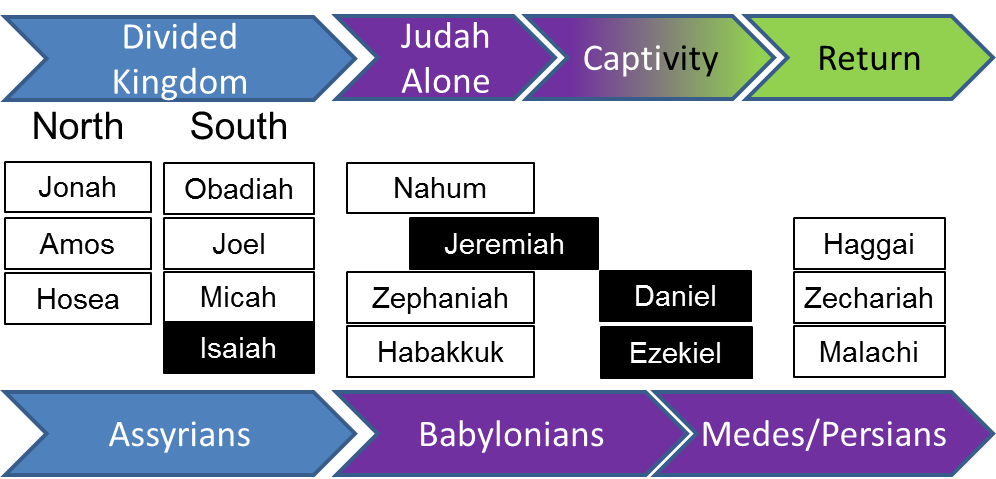 Divided
Kingdom
Judah
Alone
Captivity
Return
North
South
Jonah
Obadiah
Nahum
Amos
Joel
Jeremiah
Haggai
Hosea
Micah
Zephaniah
Daniel
Zechariah
Isaiah
Habakkuk
Ezekiel
Malachi
Assyrians
Babylonians
Medes/Persians